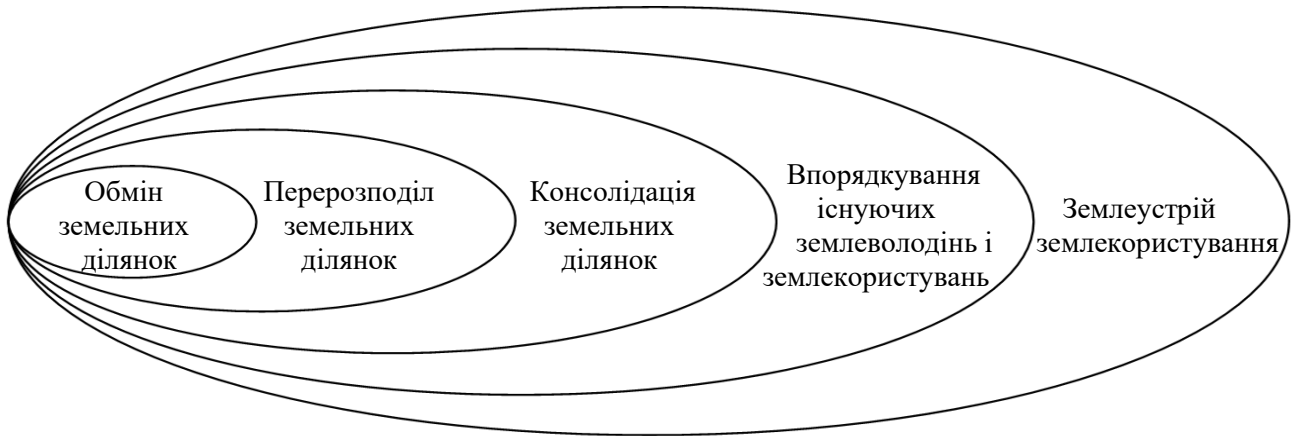 Обмін
земельних
ділянок
Перерозподіл
земельних
ділянок
Консолідація
земельних
ділянок
Впорядкування
існуючих
землеволодінь і
землекористувань
Землеустрій
землекористування